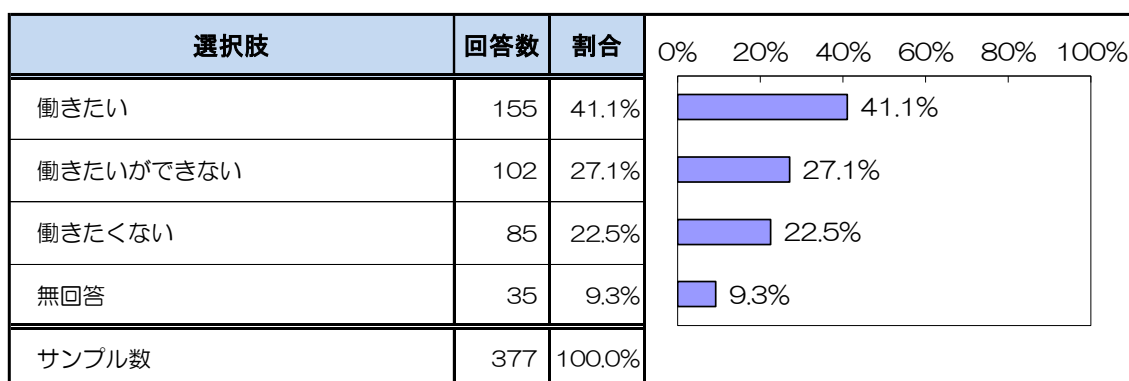 選択肢 回答数 割合
0% 20% 40% 60% 80% 100%
働きたい 155 41.1% 41.1%
働きたいができない 102 27.1% 27.1%
働きたくない 85 22.5% 22.5%
無回答 35 9.3% 9.3%
サンプル数 377 100.0%